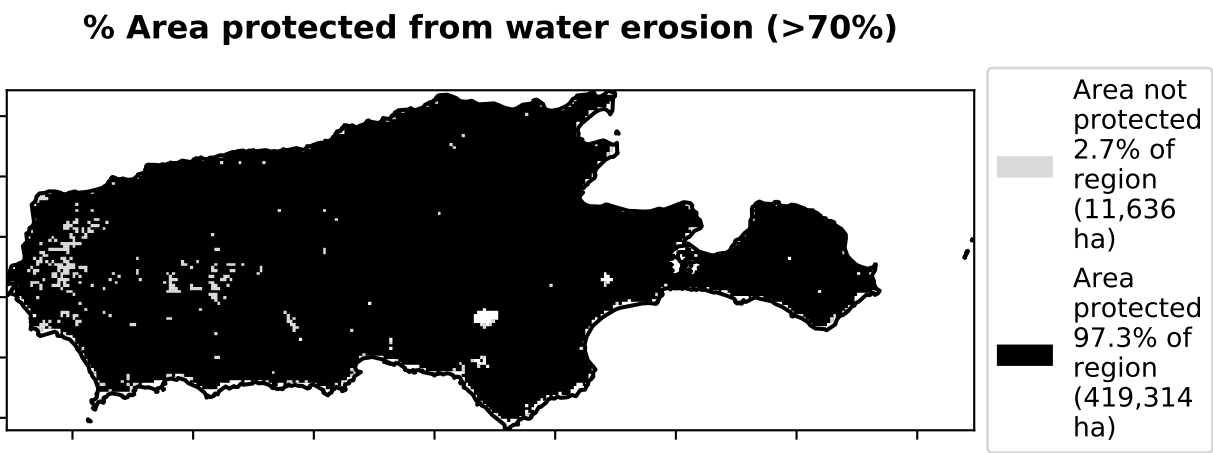 % Area protected from water erosion (>70%)
Area not
protected
2.7% of
region
(11,636
ha)
Area
protected
97.3% of
region
(419,314
ha)